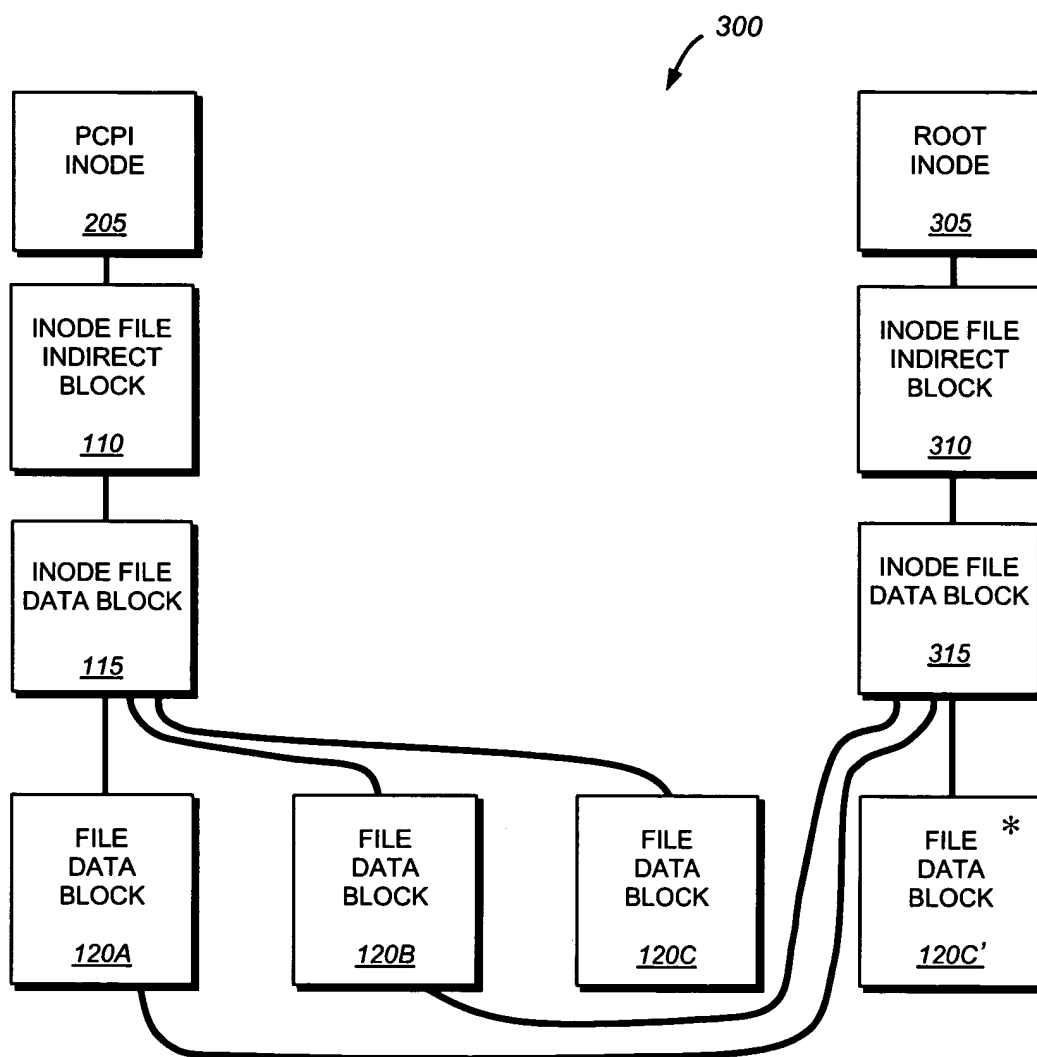 300
PCPI
INODE
205
ROOT
INODE
305
INODE FILE
INDIRECT
BLOCK
110
INODE FILE
INDIRECT
BLOCK
310
INODE FILE
DATA BLOCK
115
INODE FILE
DATA BLOCK
315
FILE
DATA
BLOCK
120A
FILE
DATA
BLOCK
120B
FILE
DATA
BLOCK
120C
FILE *
DATA
BLOCK
120C'